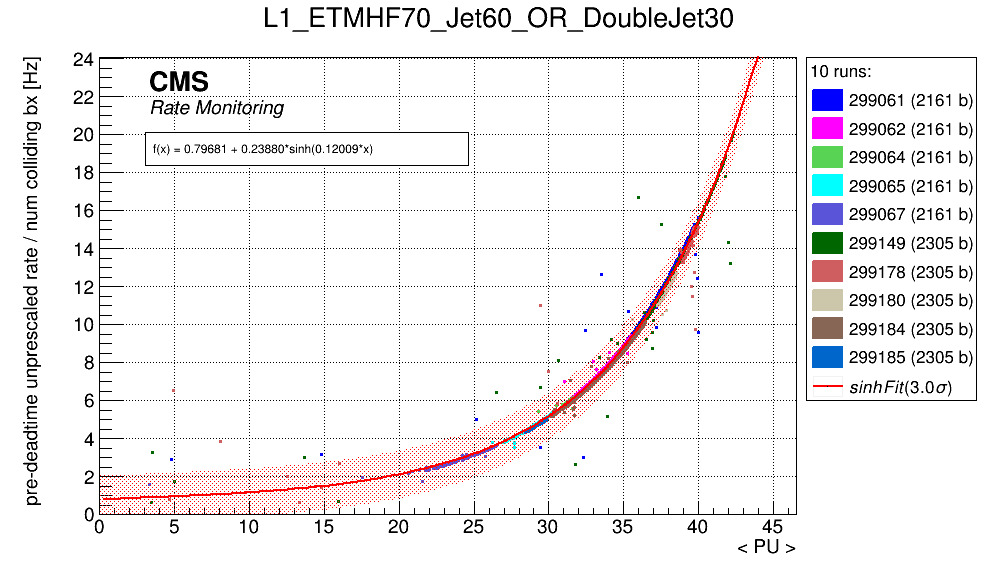 L1_ETMHF70_Jet60_OR_DoubleJet30
pre-deadtime unprescaled rate / num colliding bx [Hz]
CMS
Rate Monitoring
f(x) = 0.79681 + 0.23880*sinh(0.12009*x)
24
22
20
18
16
14
12
10
8
6
4
2
0
0 5 10 15 20 25 30 35 40 45
< PU >
10 runs:
299061 (2161 b)
299062 (2161 b)
299064 (2161 b)
299065 (2161 b)
299067 (2161 b)
299149 (2305 b)
299178 (2305 b)
299180 (2305 b)
299184 (2305 b)
299185 (2305 b)
sinhFit(3.0σ)